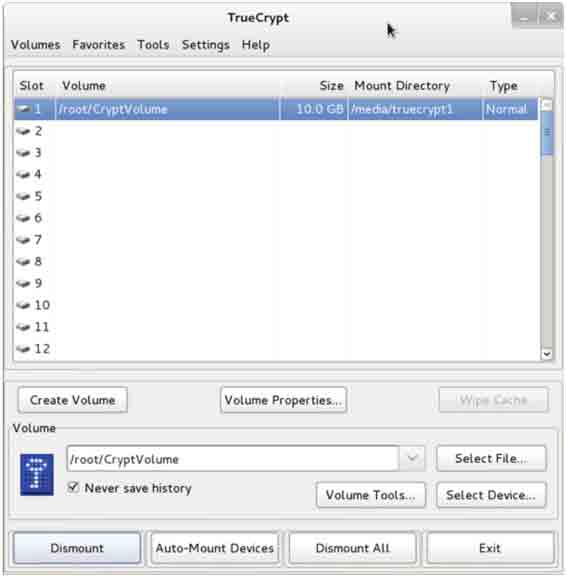 TrueCrypt
Volumes Favorites Tools Settings Help
Slot Volume Size Mount Directory Type
1 /root/CryptVolume 10.0 GB /media/truecrypt1 Normal
2
3
4
5
6
7
8
9
10
11
12
Create Volume Volume Properties... Wipe Cache
Volume
/root/CryptVolume Select File...
Never save history Volume Tools... Select Device...
Dismount Auto-Mount Devices Dismount All Exit